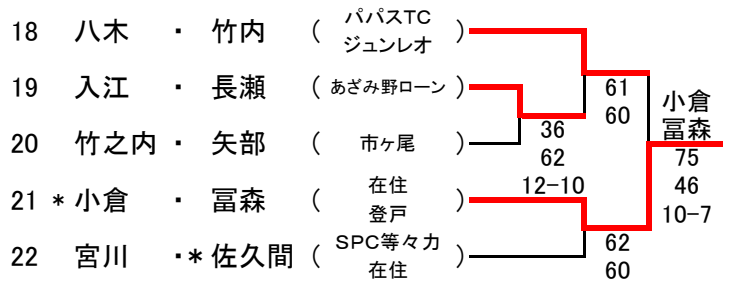 18 八木 ・ 竹内 ( パパスTC ジュンレオ )
19 入江 ・ 長瀬 ( あざみ野ローン )
20 竹之内 ・ 矢部 ( 市ヶ尾 )
21 * 小倉 ・ 冨森 ( 在住 登戸 )
22 宮川 ・* 佐久間 ( SPC等々力 在住 )
36
62
12-10
61
60
62
60
小倉
冨森
75
46
10-7